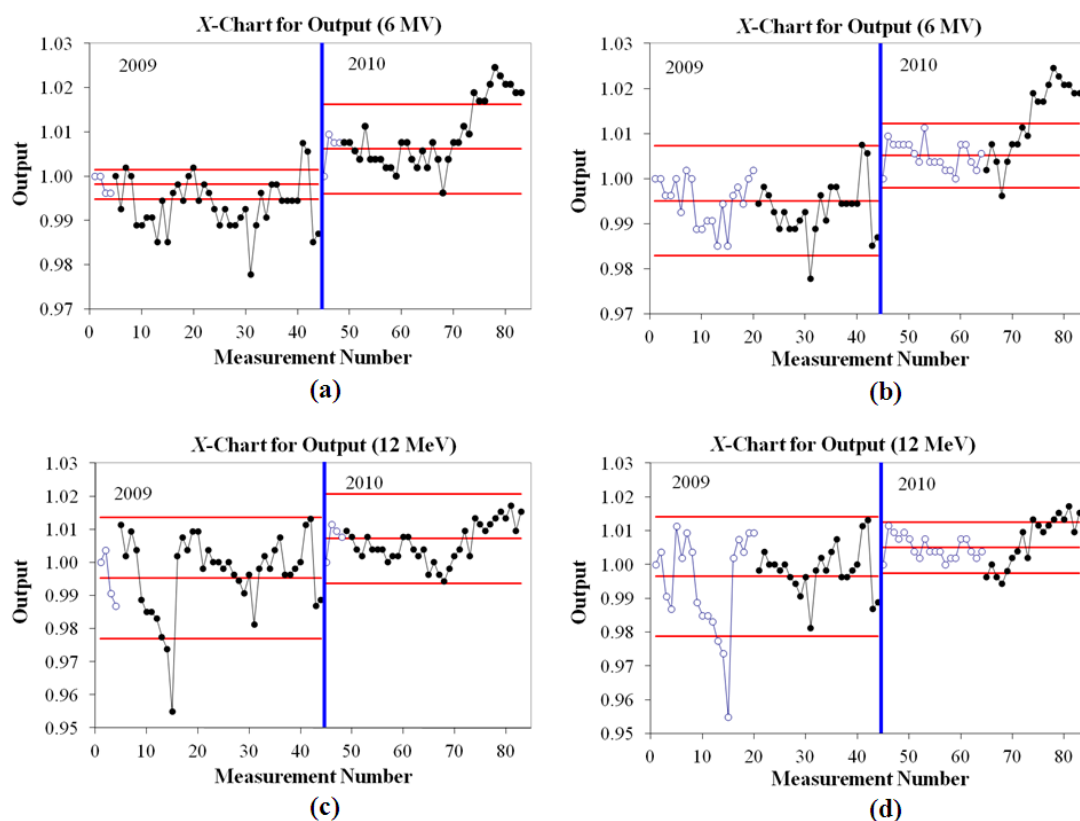 X-Chart for Output (6 MV)
1.03
1.02
1.01
1.00
0.99
0.98
0.97
Output
2009
2010
0 10 20 30 40 50 60 70 80
Measurement Number
(a)
X-Chart for Output (6 MV)
1.03
1.02
1.01
1.00
0.99
0.98
0.97
Output
2009
2010
0 10 20 30 40 50 60 70 80
Measurement Number
(b)
X-Chart for Output (12 MeV)
1.03
1.02
1.01
1.00
0.99
0.98
0.97
0.96
0.95
Output
2009
2010
0 10 20 30 40 50 60 70 80
Measurement Number
(c)
X-Chart for Output (12 MeV)
1.03
1.02
1.01
1.00
0.99
0.98
0.97
0.96
0.95
Output
2009
2010
0 10 20 30 40 50 60 70 80
Measurement Number
(d)